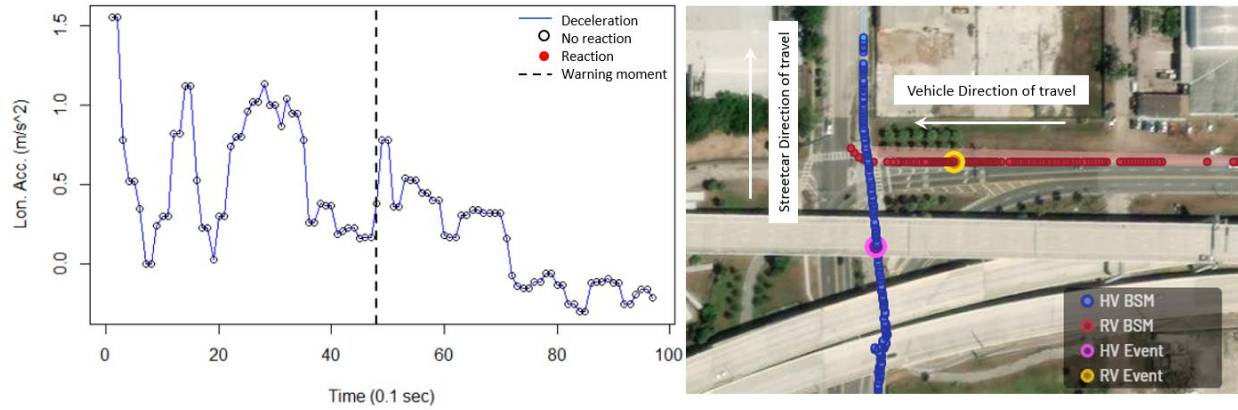 1.5
1.0
0.5
0.0
Lon. Acc. (m/s^2)
Deceleration
No reaction
Reaction
Warning moment
0
20
40
60
80
100
Time (0.1 sec)
Streetcar Direction of travel
Vehicle Direction of travel
HV BSM
RV BSM
HV Event
RV Event